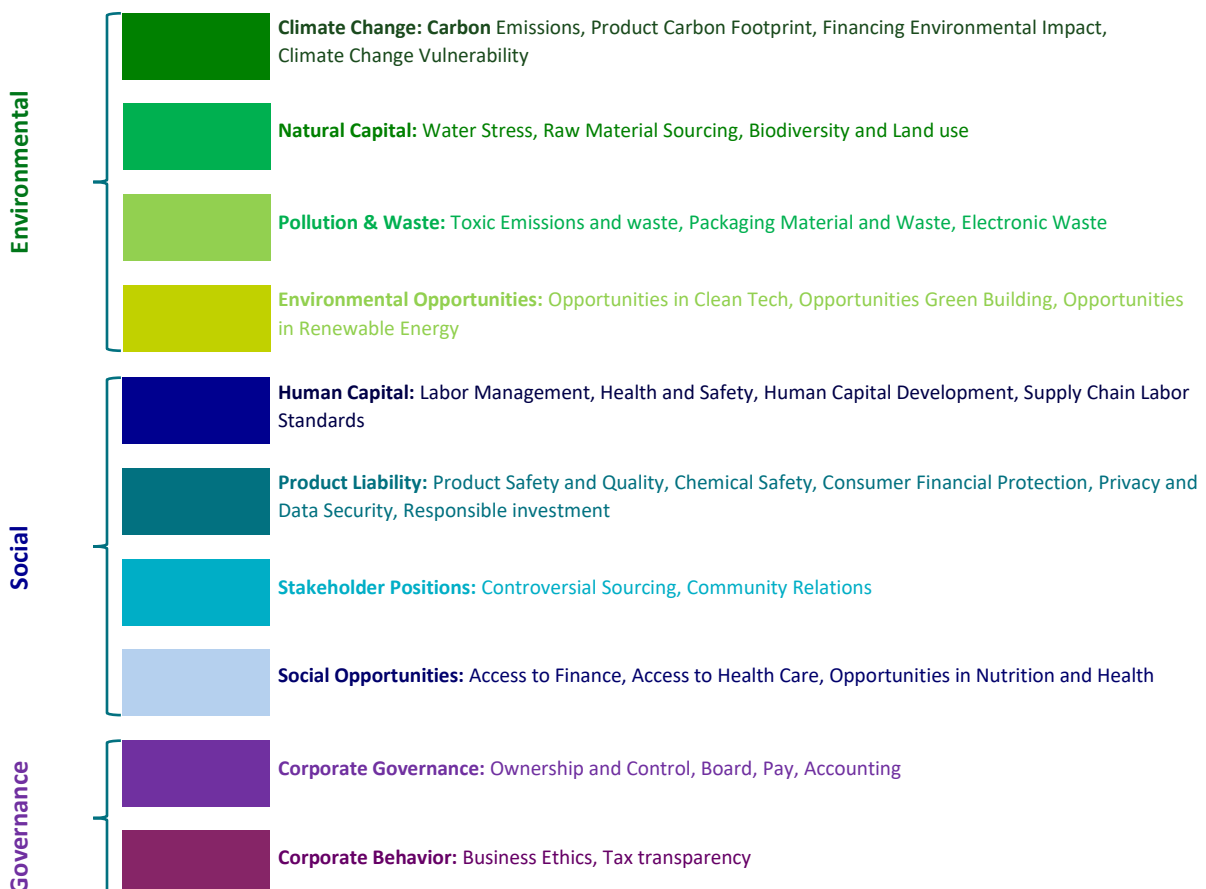 Environmental
Climate Change: Carbon Emissions, Product Carbon Footprint, Financing Environmental Impact,
Climate Change Vulnerability
Natural Capital: Water Stress, Raw Material Sourcing, Biodiversity and Land use
Pollution & Waste: Toxic Emissions and waste, Packaging Material and Waste, Electronic Waste
Environmental Opportunities: Opportunities in Clean Tech, Opportunities Green Building, Opportunities
in Renewable Energy
Social
Human Capital: Labor Management, Health and Safety, Human Capital Development, Supply Chain Labor
Standards
Product Liability: Product Safety and Quality, Chemical Safety, Consumer Financial Protection, Privacy and
Data Security, Responsible investment
Stakeholder Positions: Controversial Sourcing, Community Relations
Social Opportunities: Access to Finance, Access to Health Care, Opportunities in Nutrition and Health
Governance
Corporate Governance: Ownership and Control, Board, Pay, Accounting
Corporate Behavior: Business Ethics, Tax transparency